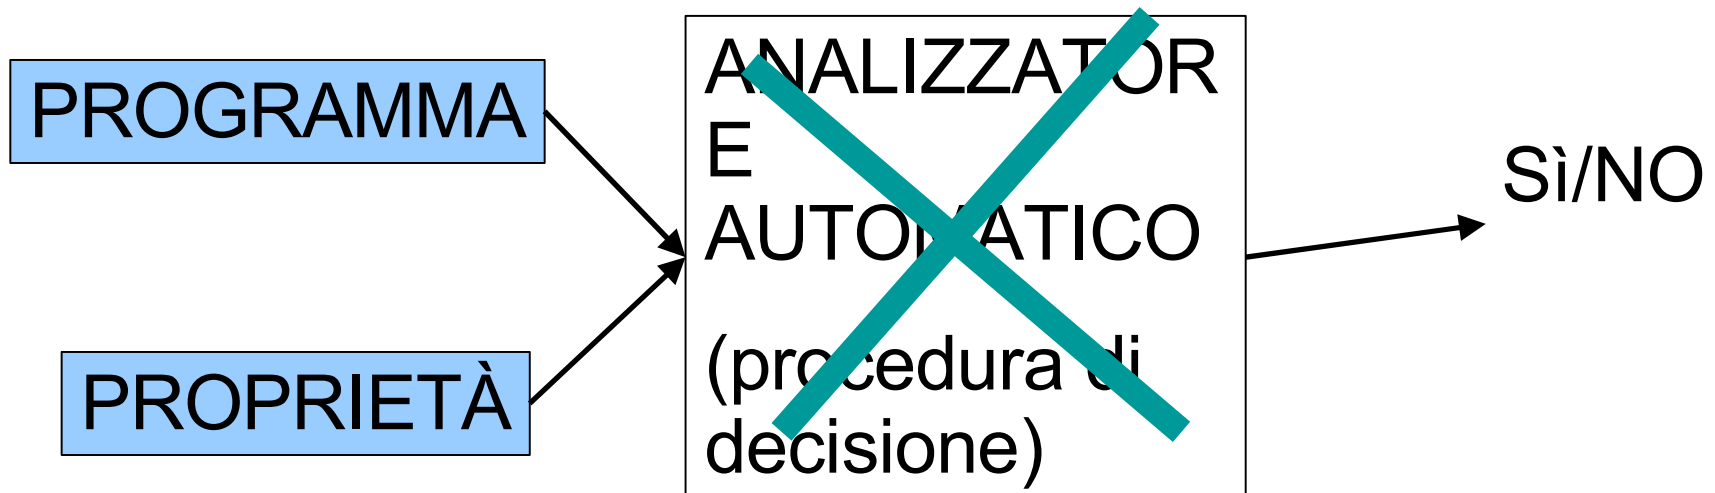 PROGRAMMA
PROPRIETÀ
ANALIZZATOR
E
AUTOMATICO
(procedura di
decisione)
Sì/NO